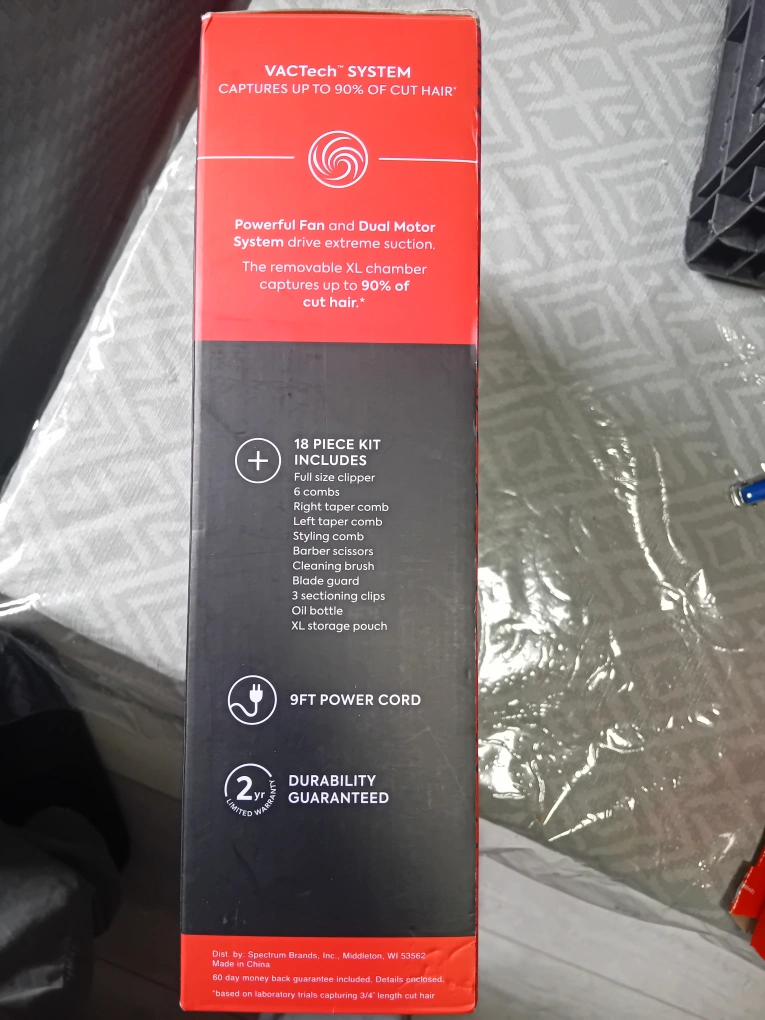 VACTech™ SYSTEM
CAPTURES UP TO 90% OF CUT HAIR*
Powerful Fan and Dual Motor
System drive extreme suction.
The removable XL chamber
captures up to 90% of
cut hair.*
18 PIECE KIT
INCLUDES
Full size clipper
6 combs
Right taper comb
Left taper comb
Styling comb
Barber scissors
Cleaning brush
Blade guard
3 sectioning clips
Oil bottle
XL storage pouch
9FT POWER CORD
2 yr
LIMITED WARRANTY
DURABILITY
GUARANTEED
Dist. by: Spectrum Brands, Inc., Middleton, WI 53562
Made in China
60 day money back guarantee included. Details enclosed.
*based on laboratory trials capturing 3/4" length cut hair